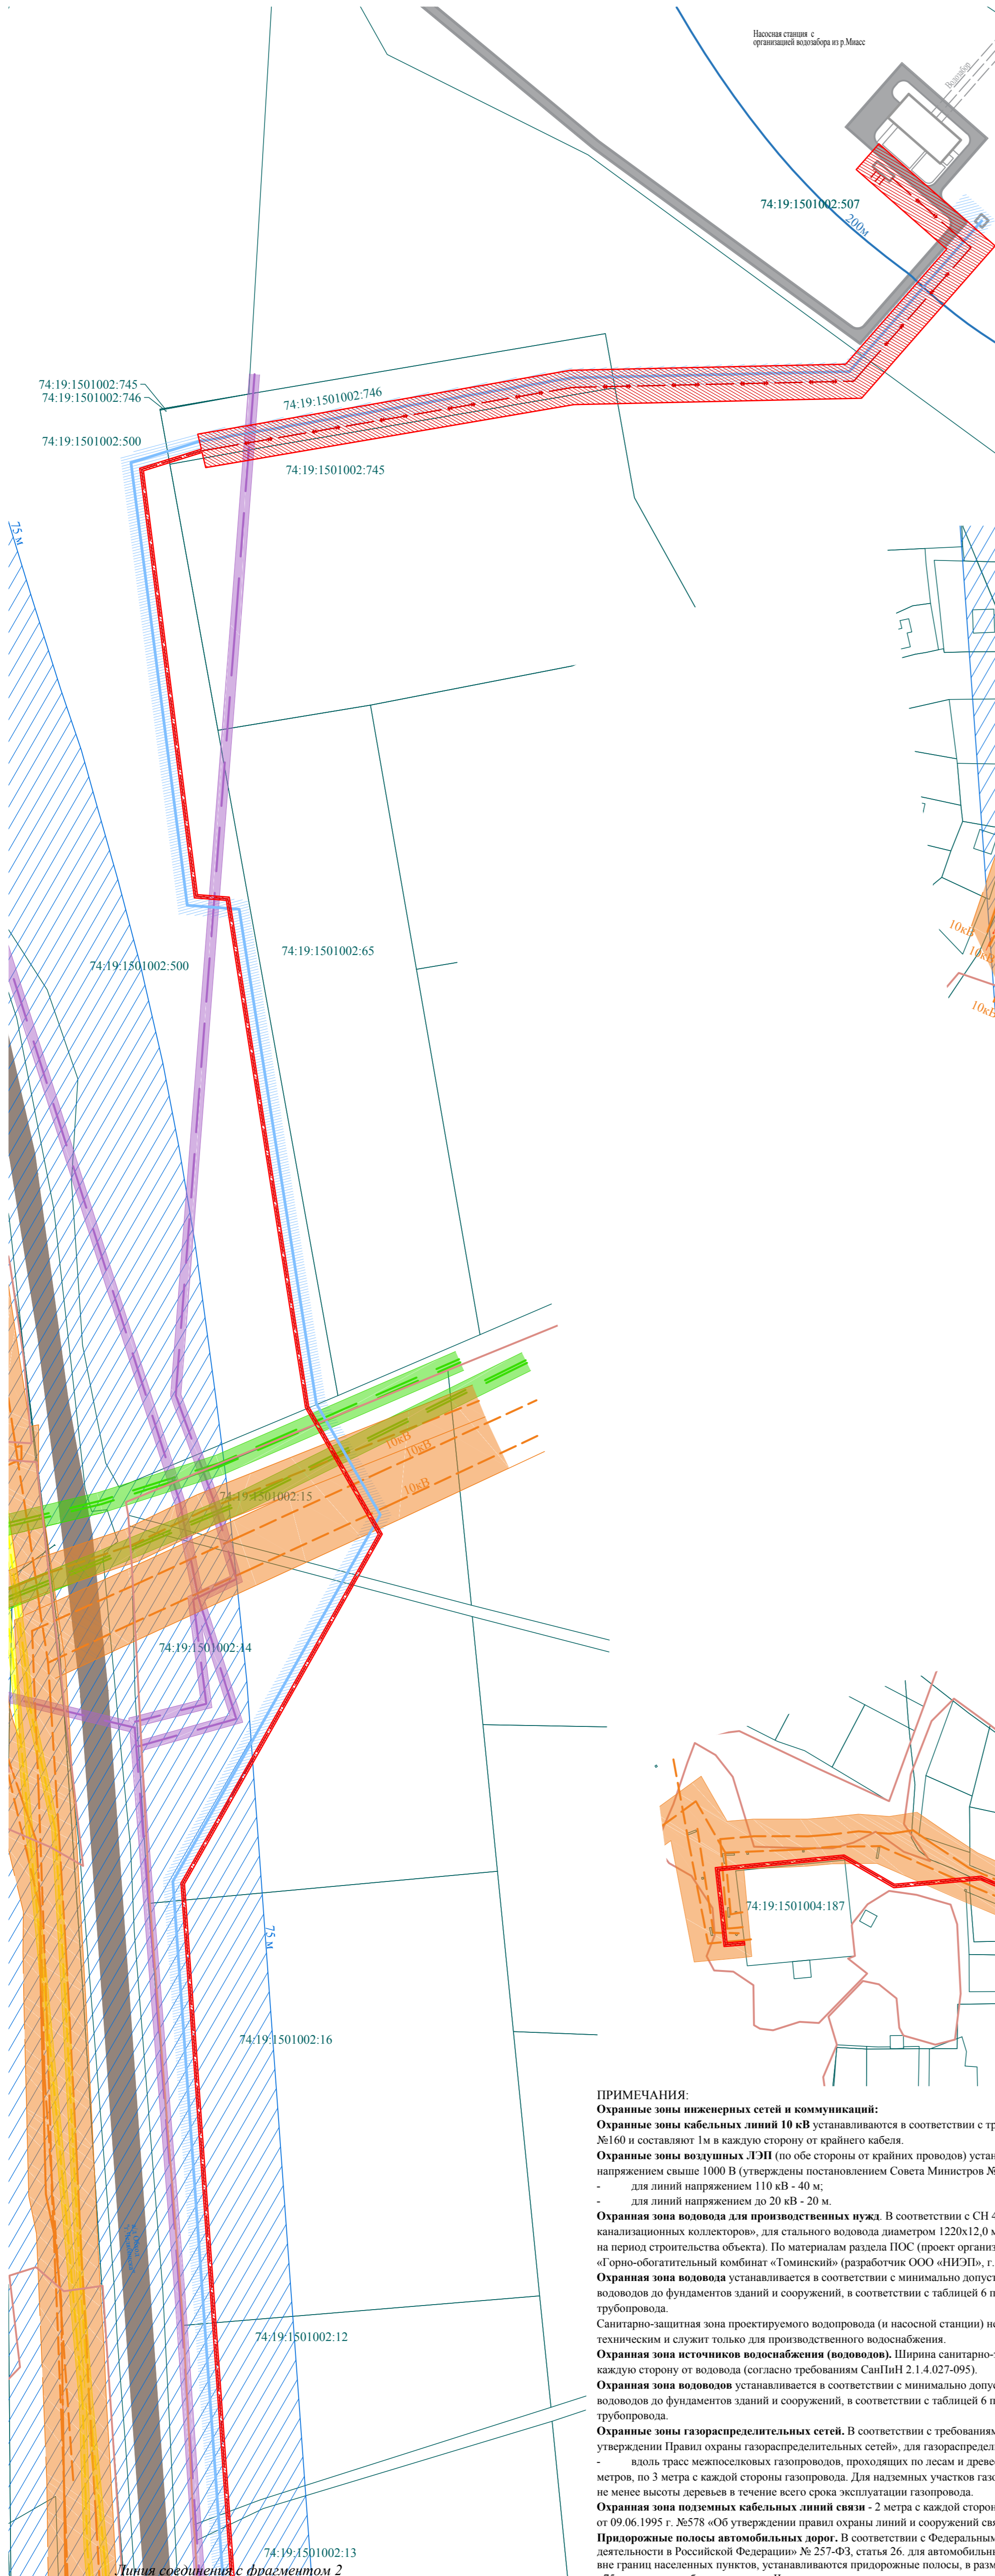 Насосная станция с
организацией водозабора из р.Миасс
Водозабор
74:19:1501002:507
200м
74:19:1501002:745
74:19:1501002:746
74:19:1501002:746
74:19:1501002:500
74:19:1501002:745
75 м
10кВ
10кВ
10кВ
74:19:1501002:65
74:19:1501002:500
10кВ
10кВ
10кВ
74:19:1501002:15
74:19:1501002:14
74:19:1501004:187
75 м
74:19:1501002:16
74:19:1501002:12
74:19:1501002:13
Линия соединения с фрагментом 2
ПРИМЕЧАНИЯ:
Охранные зоны инженерных сетей и коммуникаций:
Охранные зоны кабельных линий 10 кВ устанавливаются в соответствии с тр
№160 и составляют 1м в каждую сторону от крайнего кабеля.
Охранные зоны воздушных ЛЭП (по обе стороны от крайних проводов) устан
напряжением свыше 1000 В (утверждены постановлением Совета Министров №
- для линий напряжением 110 кВ - 40 м;
- для линий напряжением до 20 кВ - 20 м.
Охранная зона водовода для производственных нужд. В соответствии с СН 4
канализационных коллекторов», для стального водовода диаметром 1220х12,0 м
на период строительства объекта). По материалам раздела ПОС (проект организ
«Горно-обогатительный комбинат «Томинский» (разработчик ООО «НИЭП», г.
Охранная зона водовода устанавливается в соответствии с минимально допуст
водоводов до фундаментов зданий и сооружений, в соответствии с таблицей 6 п
трубопровода.
Санитарно-защитная зона проектируемого водопровода (и насосной станции) не
техническим и служит только для производственного водоснабжения.
Охранная зона источников водоснабжения (водоводов). Ширина санитарно-з
каждую сторону от водовода (согласно требованиям СанПиН 2.1.4.027-095).
Охранная зона водоводов устанавливается в соответствии с минимально допус
водоводов до фундаментов зданий и сооружений, в соответствии с таблицей 6 п
трубопровода.
Охранные зоны газораспределительных сетей. В соответствии с требованиям
утверждении Правил охраны газораспределительных сетей», для газораспредел
- вдоль трасс межпоселковых газопроводов, проходящих по лесам и древе
метров, по 3 метра с каждой стороны газопровода. Для надземных участков газо
не менее высоты деревьев в течение всего срока эксплуатации газопровода.
Охранная зона подземных кабельных линий связи - 2 метра с каждой сторон
от 09.06.1995 г. №578 «Об утверждении правил охраны линий и сооружений свя
Придорожные полосы автомобильных дорог. В соответствии с Федеральным
деятельности в Российской Федерации» № 257-ФЗ, статья 26. для автомобильны
вне границ населенных пунктов, устанавливаются придорожные полосы, в разм